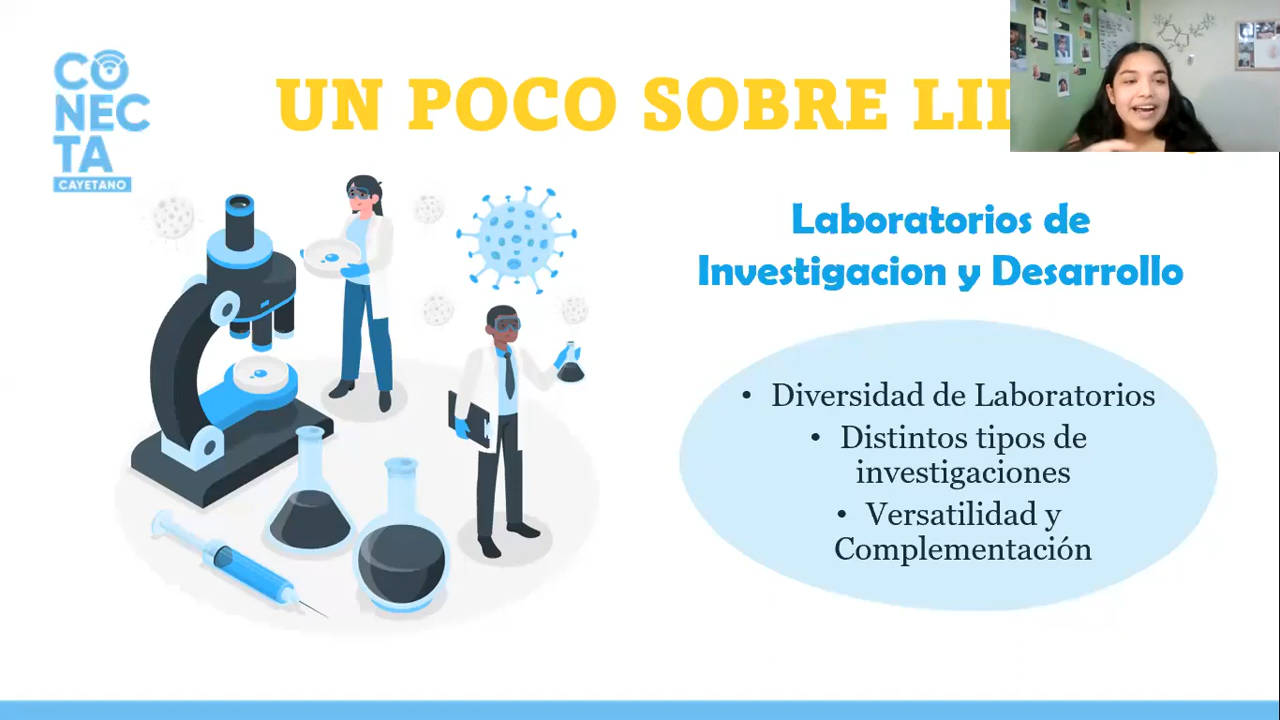 CO
NEC
TA
CAYETANO
UN POCO SOBRE
Laboratorios de
Investigacion y Desarrollo
• Diversidad de Laboratorios
• Distintos tipos de
investigaciones
• Versatilidad y
Complementación